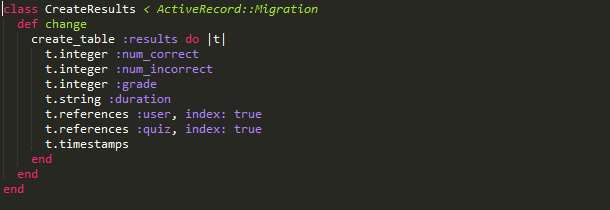 class CreateResults < ActiveRecord::Migration
  def change
    create_table :results do |t|
      t.integer :num_correct
      t.integer :num_incorrect
      t.integer :grade
      t.string :duration
      t.references :user, index: true
      t.references :quiz, index: true
      t.timestamps
    end
  end
end